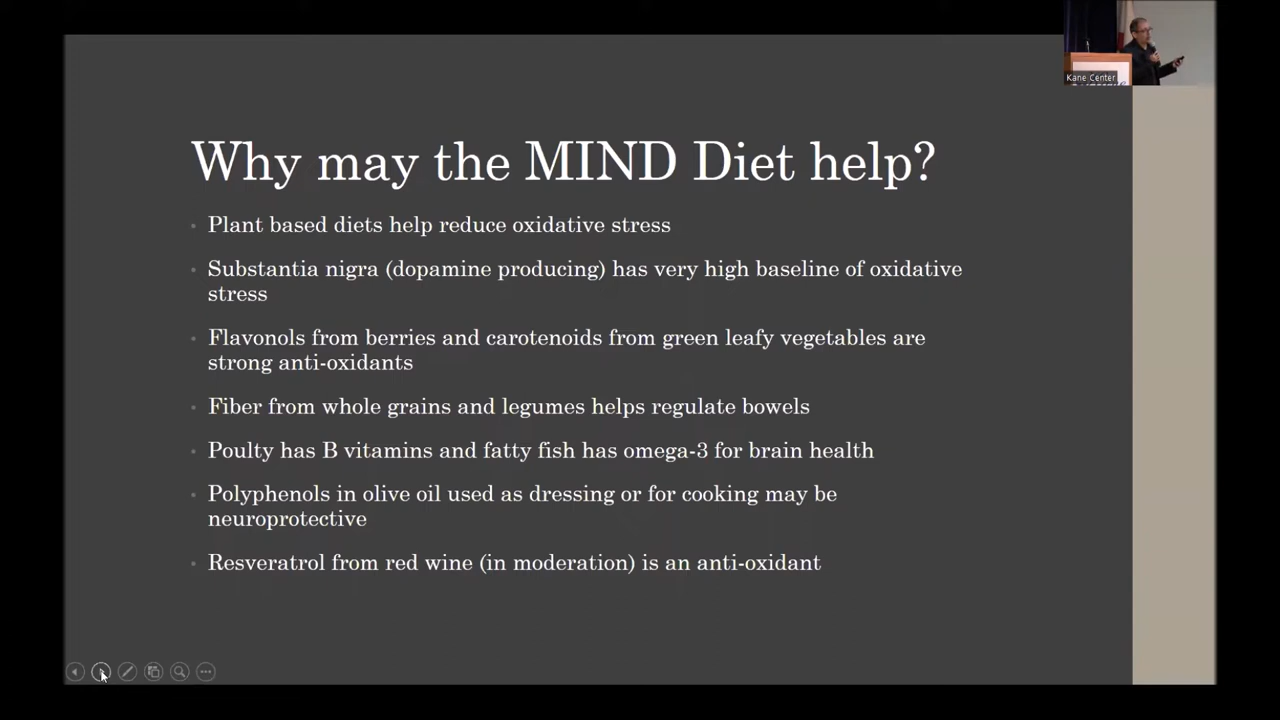 Kane Center
Why may the MIND Diet help?
Plant based diets help reduce oxidative stress
Substantia nigra (dopamine producing) has very high baseline of oxidative
stress
Flavonols from berries and carotenoids from green leafy vegetables are
strong anti-oxidants
Fiber from whole grains and legumes helps regulate bowels
Poulty has B vitamins and fatty fish has omega-3 for brain health
Polyphenols in olive oil used as dressing or for cooking may be
neuroprotective
Resveratrol from red wine (in moderation) is an anti-oxidant